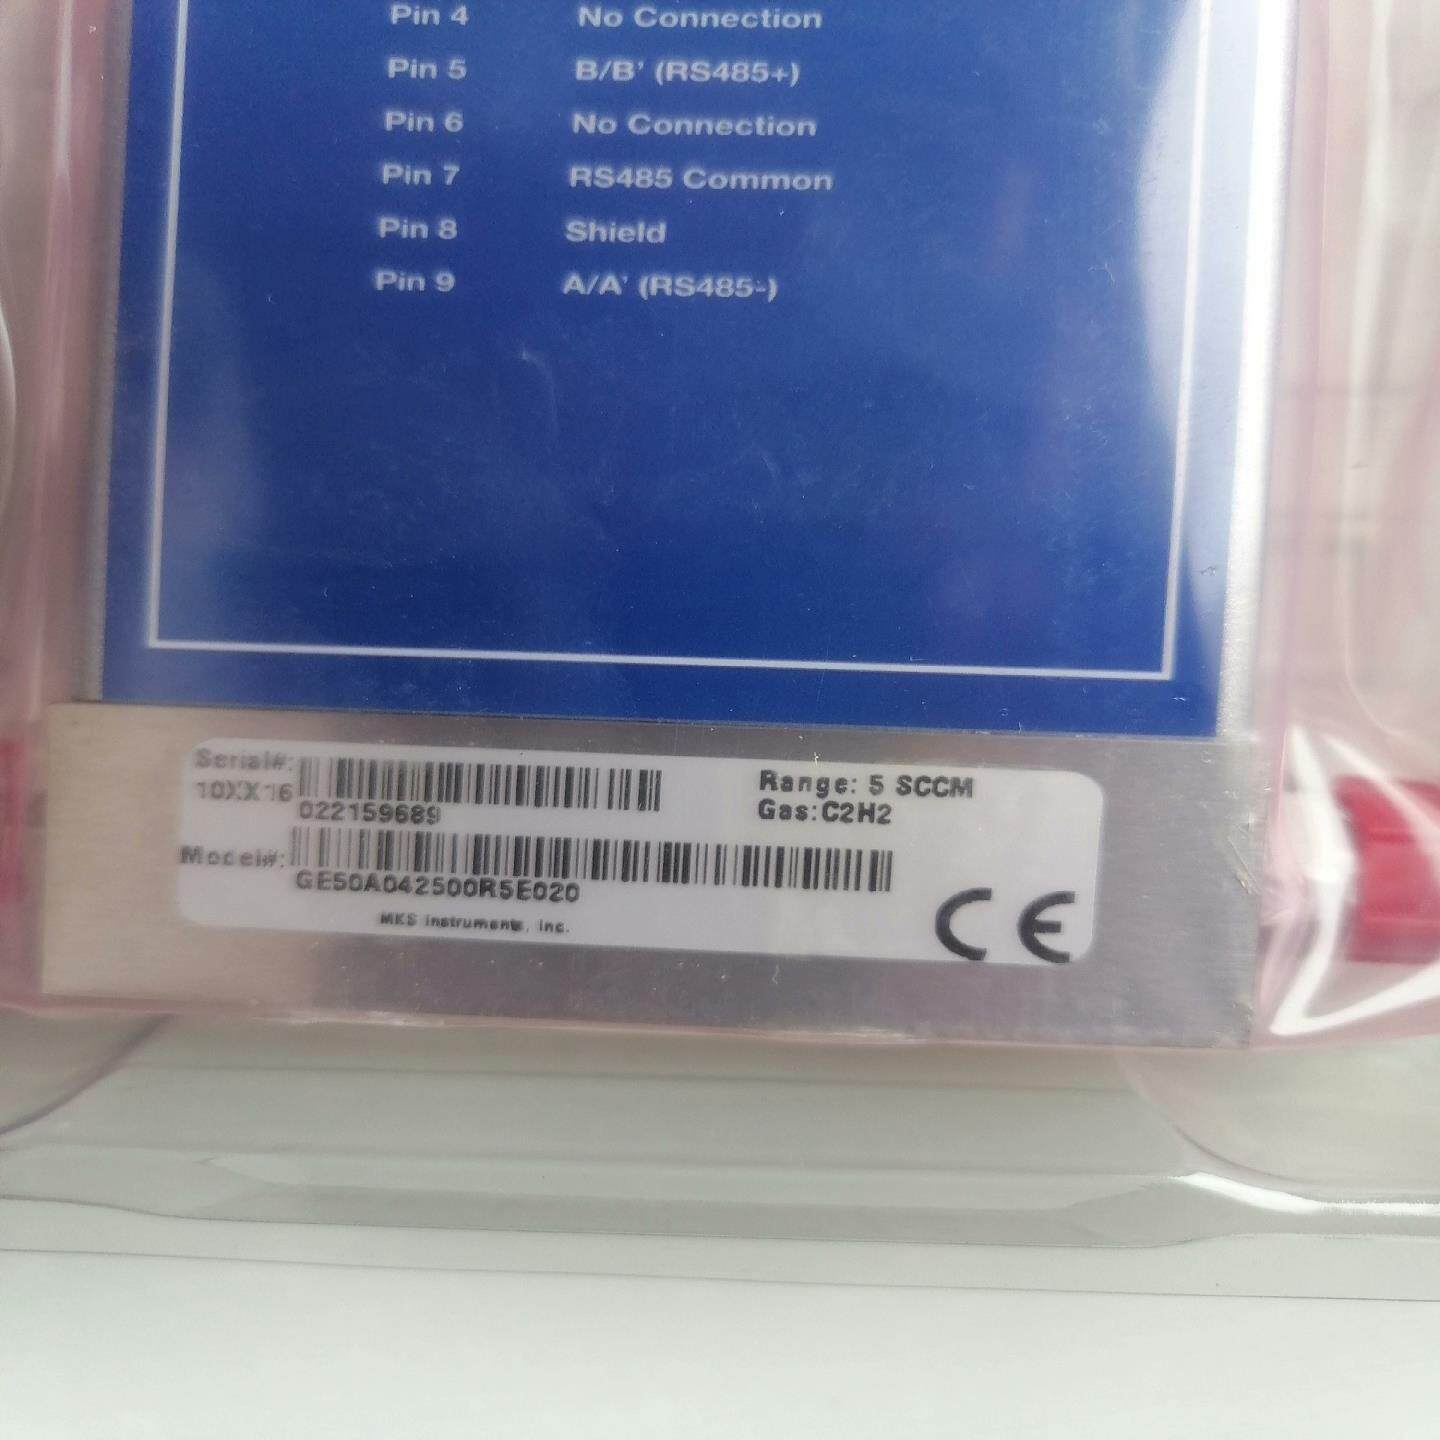 Pin 4 No Connection
Pin 5 B/B' (RS485+)
Pin 6 No Connection
Pin 7 RS485 Common
Pin 8 Shield
Pin 9 A/A' (RS485-)
Serial#:
10XX16
022159689
Range: 5 SCCM
Gas:C2H2
Model#:
GE50A042500R5E020
MKS Instruments, Inc.
CE